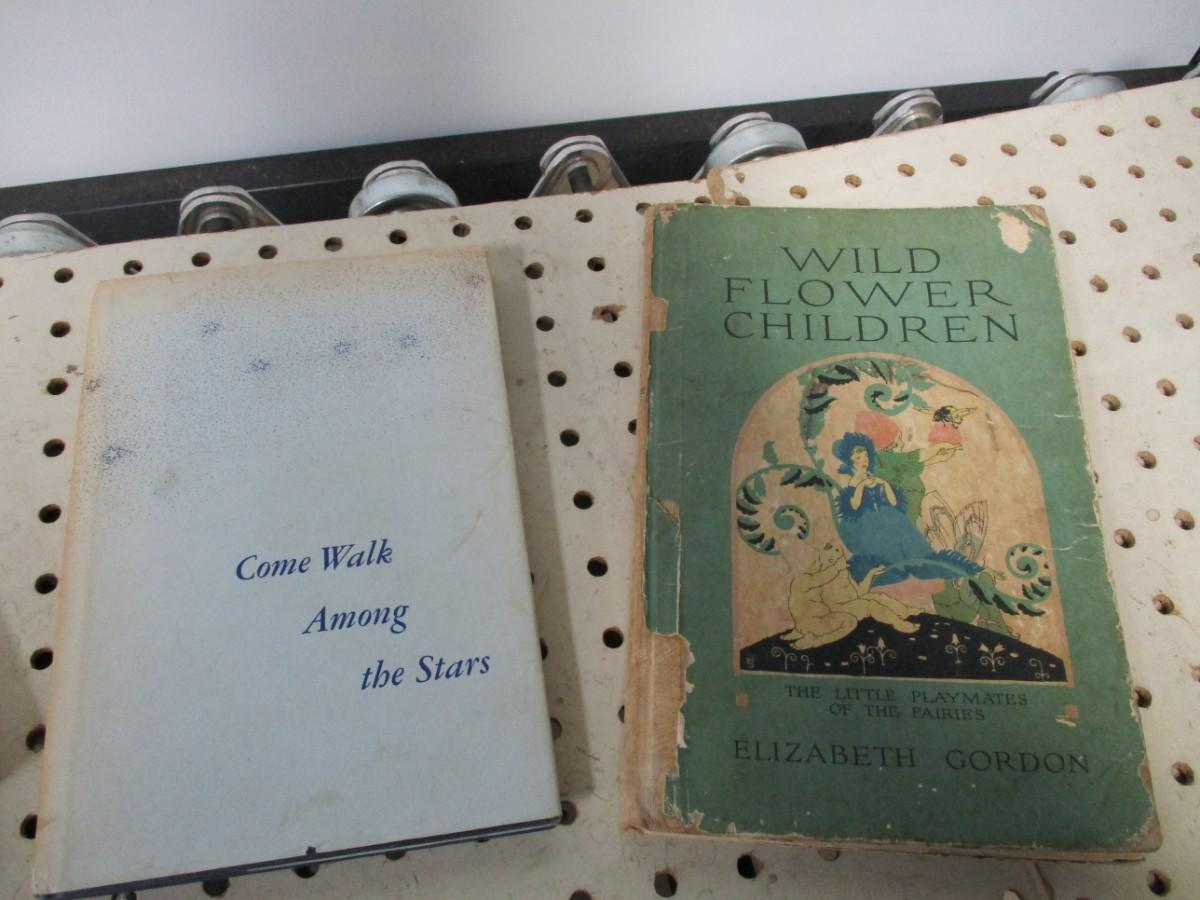 Come Walk
Among
the Stars
WILD
FLOWER
CHILDREN
THE LITTLE PLAYMATES
OF THE FAIRIES
ELIZABETH GORDON